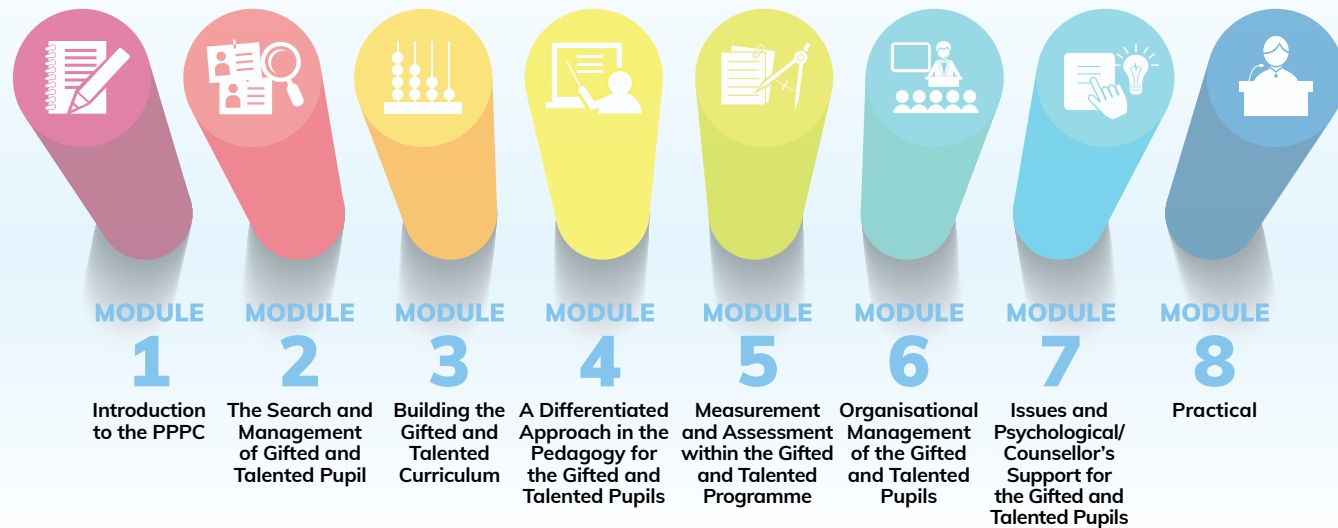 MODULE
1
Introduction
to the PPPC
MODULE
2
The Search and
Management
of Gifted and
Talented Pupil
MODULE
3
Building the
Gifted and
Talented
Curriculum
MODULE
4
A Differentiated
Approach in the
Pedagogy for
the Gifted and
Talented Pupils
MODULE
5
Measurement
and Assessment
within the Gifted
and Talented
Programme
MODULE
6
Organisational
Management
of the Gifted
and Talented
Pupils
MODULE
7
Issues and
Psychological/
Counsellor’s
Support for
the Gifted and
Talented Pupils
MODULE
8
Practical